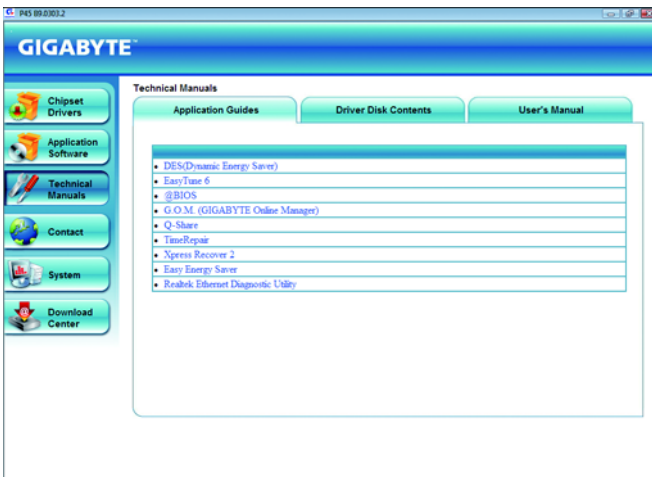 P45 B9.0303.2
GIGABYTE™
Chipset
Drivers
Application
Software
Technical
Manuals
Contact
System
Download
Center
Technical Manuals
Application Guides
Driver Disk Contents
User's Manual
• DES(Dynamic Energy Saver)
• EasyTune 6
• @BIOS
• G.O.M. (GIGABYTE Online Manager)
• Q-Share
• TimeRepair
• Xpress Recover 2
• Easy Energy Saver
• Realtek Ethernet Diagnostic Utility